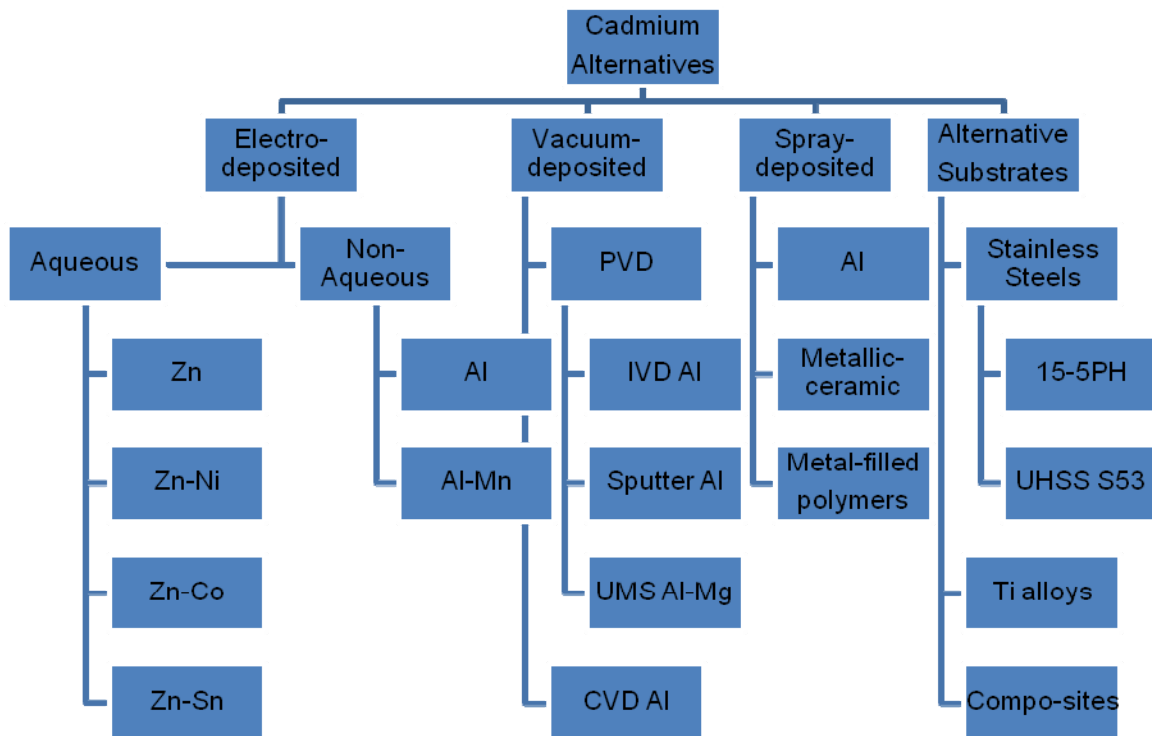 Cadmium
Alternatives
Electro-
deposited
Vacuum-
deposited
Spray-
deposited
Alternative
Substrates
Aqueous
Non-
Aqueous
PVD
Al
Stainless
Steels
Zn
Al
IVD Al
Metallic-
ceramic
15-5PH
Zn-Ni
Al-Mn
Sputter Al
Metal-filled
polymers
UHSS S53
Zn-Co
UMS Al-Mg
Ti alloys
Zn-Sn
CVD Al
Compo-sites